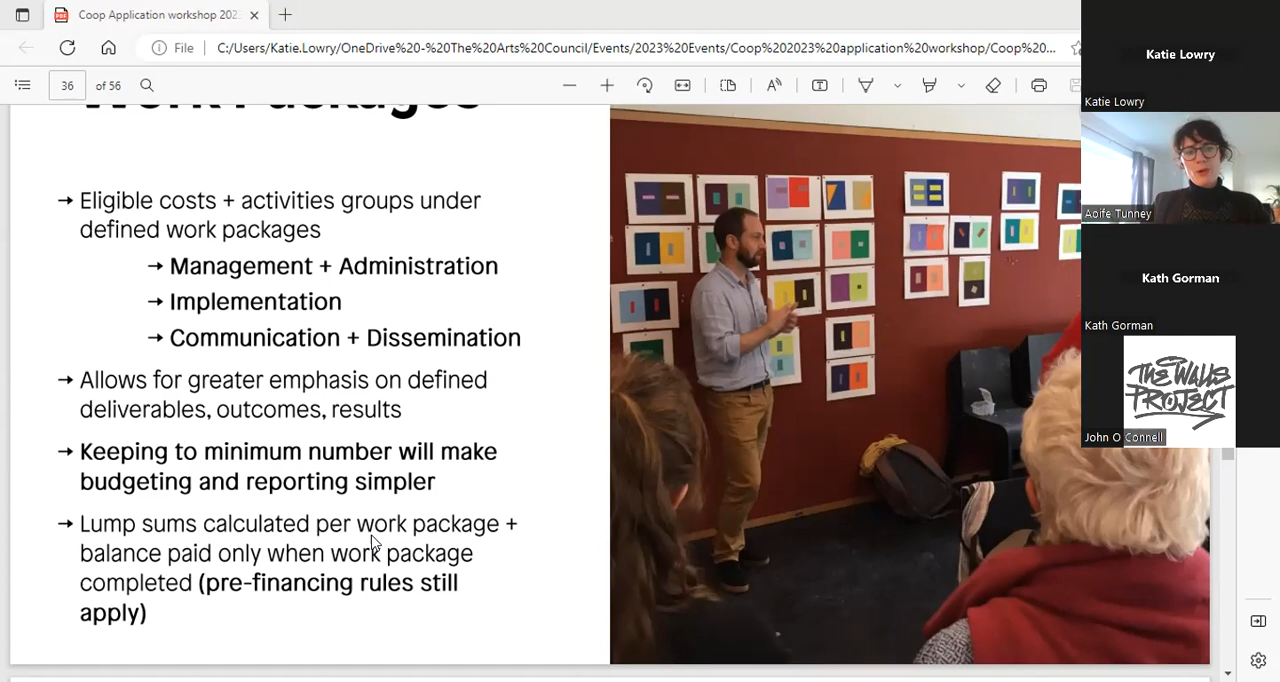 Coop Application workshop 202
File
C:/Users/Katie.Lowry/OneDrive%20-%20The%20Arts%20Council/Events/2023%20Events/Coop%202023%20application%20workshop/Coop%20...
36 of 56
Work Packages
→ Eligible costs + activities groups under
defined work packages
→ Management + Administration
→ Implementation
→ Communication + Dissemination
→ Allows for greater emphasis on defined
deliverables, outcomes, results
→ Keeping to minimum number will make
budgeting and reporting simpler
→ Lump sums calculated per work package +
balance paid only when work package
completed (pre-financing rules still
apply)
Katie Lowry
Katie Lowry
Aoife Tunney
Kath Gorman
Kath Gorman
THE WALLS
PROJECT
John O Connell